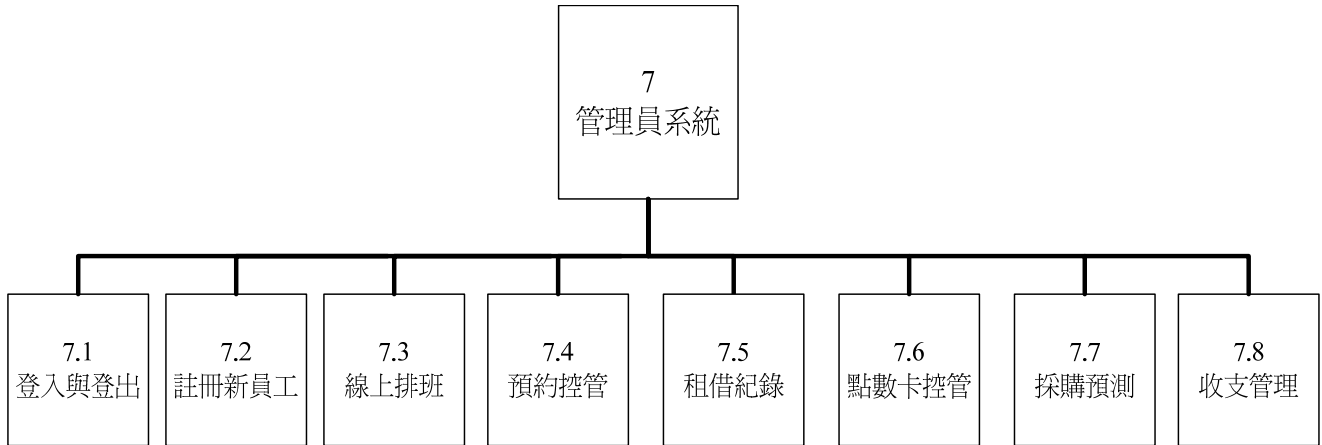 7
管理員系統
7.1
登入與登出
7.2
註冊新員工
7.3
線上排班
7.4
預約控管
7.5
租借紀錄
7.6
點數卡控管
7.7
採購預測
7.8
收支管理